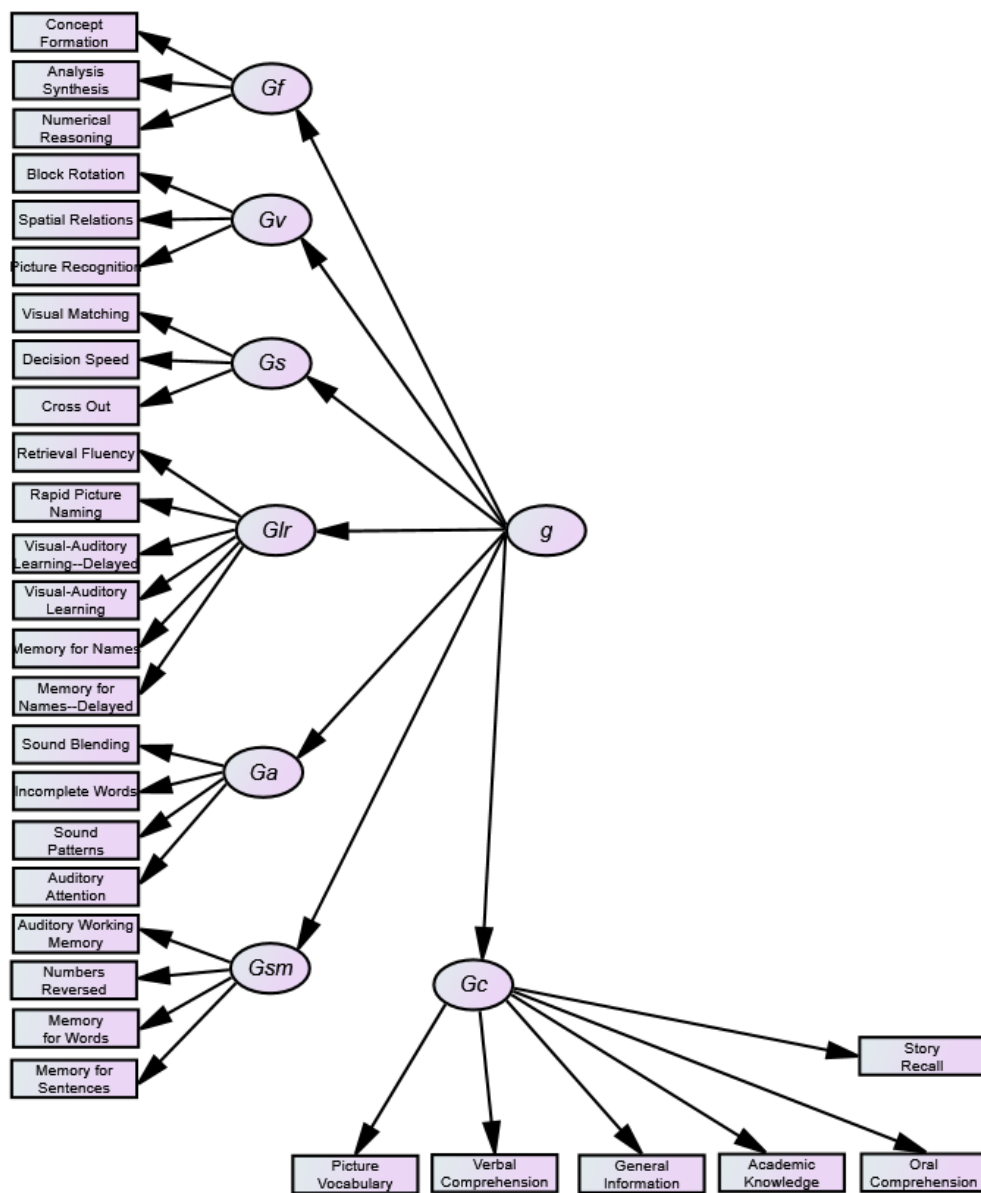 Concept
Formation
Analysis
Synthesis
Numerical
Reasoning
Gf
Block Rotation
Spatial Relations
Picture Recognition
Gv
Visual Matching
Decision Speed
Cross Out
Gs
Retrieval Fluency
Rapid Picture
Naming
Visual-Auditory
Learning--Delayed
Visual-Auditory
Learning
Memory for Names
Memory for
Names--Delayed
Glr
g
Sound Blending
Incomplete Words
Sound
Patterns
Auditory
Attention
Ga
Auditory Working
Memory
Numbers
Reversed
Memory
for Words
Memory for
Sentences
Gsm
Gc
Story
Recall
Picture
Vocabulary
Verbal
Comprehension
General
Information
Academic
Knowledge
Oral
Comprehension